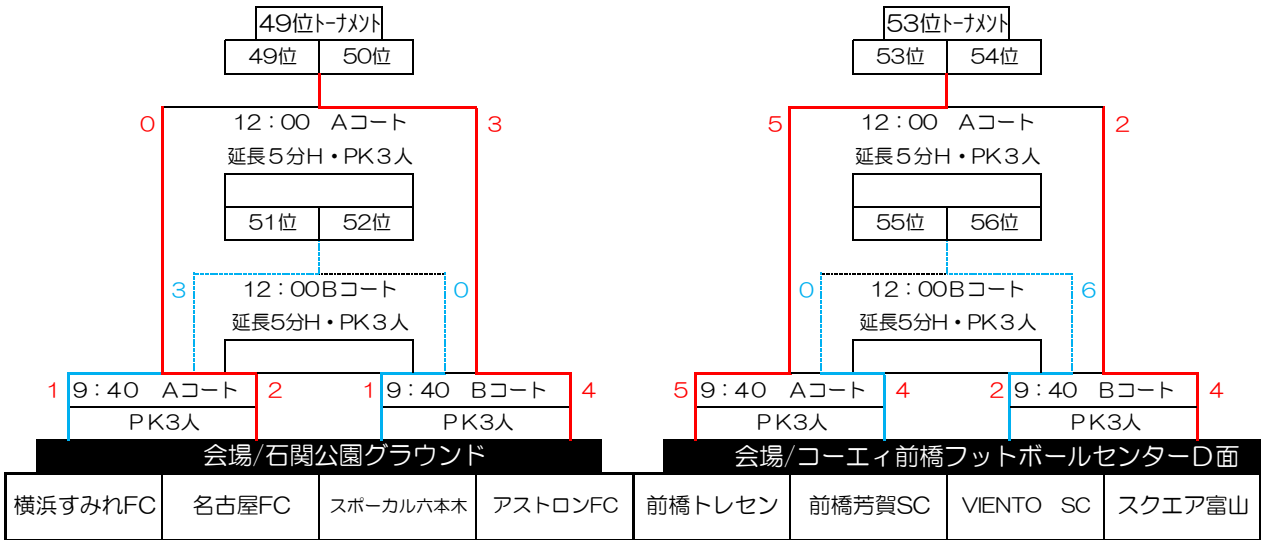 49位トーナメント
49位 50位
0 3
12:00 Aコート
延長5分H・PK3人
51位 52位
3 0
12:00Bコート
延長5分H・PK3人
1 9:40 Aコート 2 1 9:40 Bコート 4
PK3人 PK3人
会場/石関公園グラウンド
横浜すみれFC 名古屋FC スポーカル六本木 アストロンFC
53位トーナメント
53位 54位
5 2
12:00 Aコート
延長5分H・PK3人
55位 56位
0 6
12:00Bコート
延長5分H・PK3人
5 9:40 Aコート 4 2 9:40 Bコート 4
PK3人 PK3人
会場/コーエィ前橋フットボールセンターD面
前橋トレセン 前橋芳賀SC VIENTO SC スクエア富山